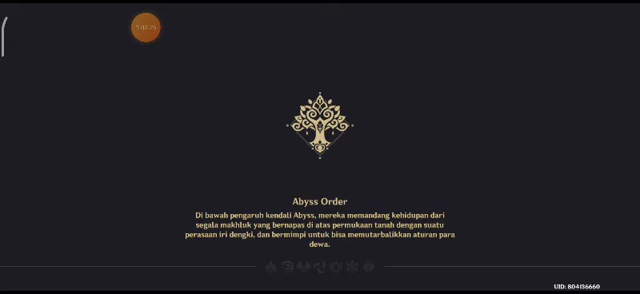 Abyss Order
Di bawah pengaruh kendali Abyss, mereka memandang kehidupan dari
segala makhluk yang bernapas di atas permukaan tanah dengan suatu
perasaan iri dengki, dan bermimpi untuk bisa memutarbalikkan aturan para
dewa.
UID: 804136660